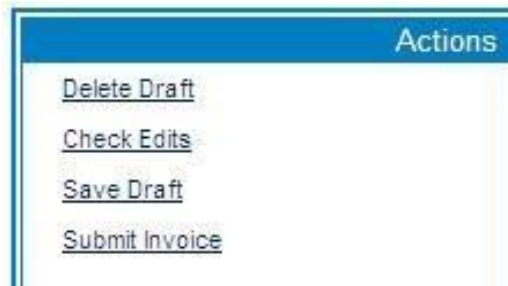 Actions
Delete Draft
Check Edits
Save Draft
Submit Invoice